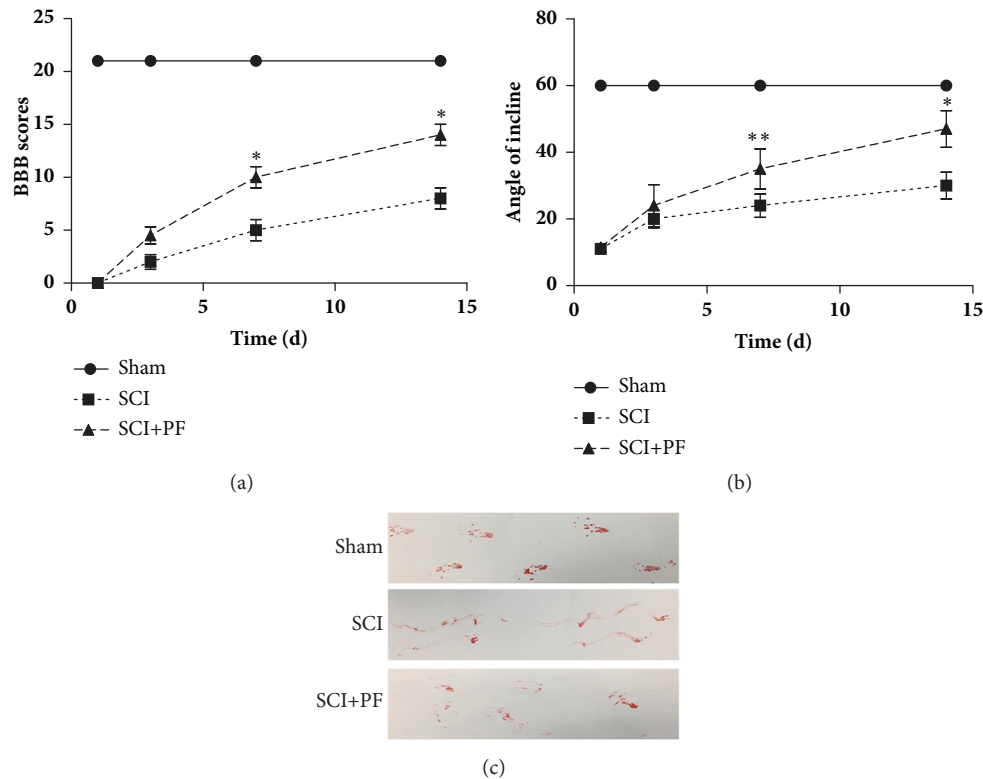 25
20
15
10
5
0
BBB scores
*
*
0 5 10 15
Time (d)
Sham
SCI
SCI+PF
(a)
80
60
40
20
0
Angle of incline
**
*
0 5 10 15
Time (d)
Sham
SCI
SCI+PF
(b)
Sham
SCI
SCI+PF
(c)